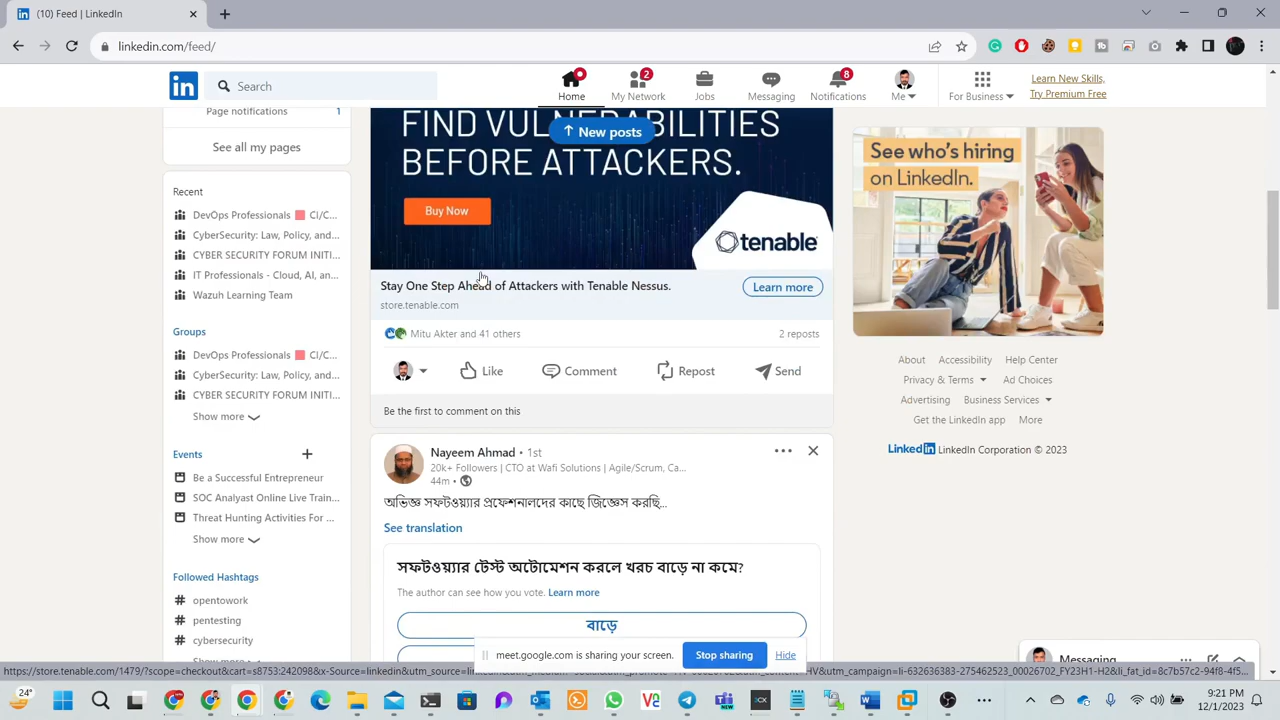 (10) Feed | LinkedIn
linkedin.com/feed/
Search
Home
2
My Network
Jobs
Messaging
8
Notifications
Me
For Business
Learn New Skills,
Try Premium Free
Page notifications 1
See all my pages
Recent
DevOps Professionals CI/C...
CyberSecurity: Law, Policy, and...
CYBER SECURITY FORUM INITI...
IT Professionals - Cloud, AI, an...
Wazuh Learning Team
Groups
DevOps Professionals CI/C...
CyberSecurity: Law, Policy, and...
CYBER SECURITY FORUM INITI...
Show more
Events
Be a Successful Entrepreneur
SOC Analyast Online Live Train...
Threat Hunting Activities For ...
Show more
Followed Hashtags
# opentowork
# pentesting
# cybersecurity
Show more
FIND VULNERABILITIES
↑ New posts
BEFORE ATTACKERS.
Buy Now
tenable
Stay One Step Ahead of Attackers with Tenable Nessus.
store.tenable.com
Learn more
Mitu Akter and 41 others
2 reposts
Like
Comment
Repost
Send
Be the first to comment on this
Nayeem Ahmad • 1st
20k+ Followers | CTO at Wafi Solutions | Agile/Scrum, Ca...
44m •
অভিজ্ঞ সফটওয়্যার প্রফেশনালদের কাছে জিজ্ঞেস করছি...
See translation
সফটওয়্যার টেস্ট অটোমেশন করলে খরচ বাড়ে না কমে?
The author can see how you vote. Learn more
বাড়ে
See who's hiring
on LinkedIn.
About Accessibility Help Center
Privacy & Terms Ad Choices
Advertising Business Services
Get the LinkedIn app More
LinkedIn LinkedIn Corporation © 2023
meet.google.com is sharing your screen.
Stop sharing
Hide
Messaging
24°
9:21 PM
12/1/2023